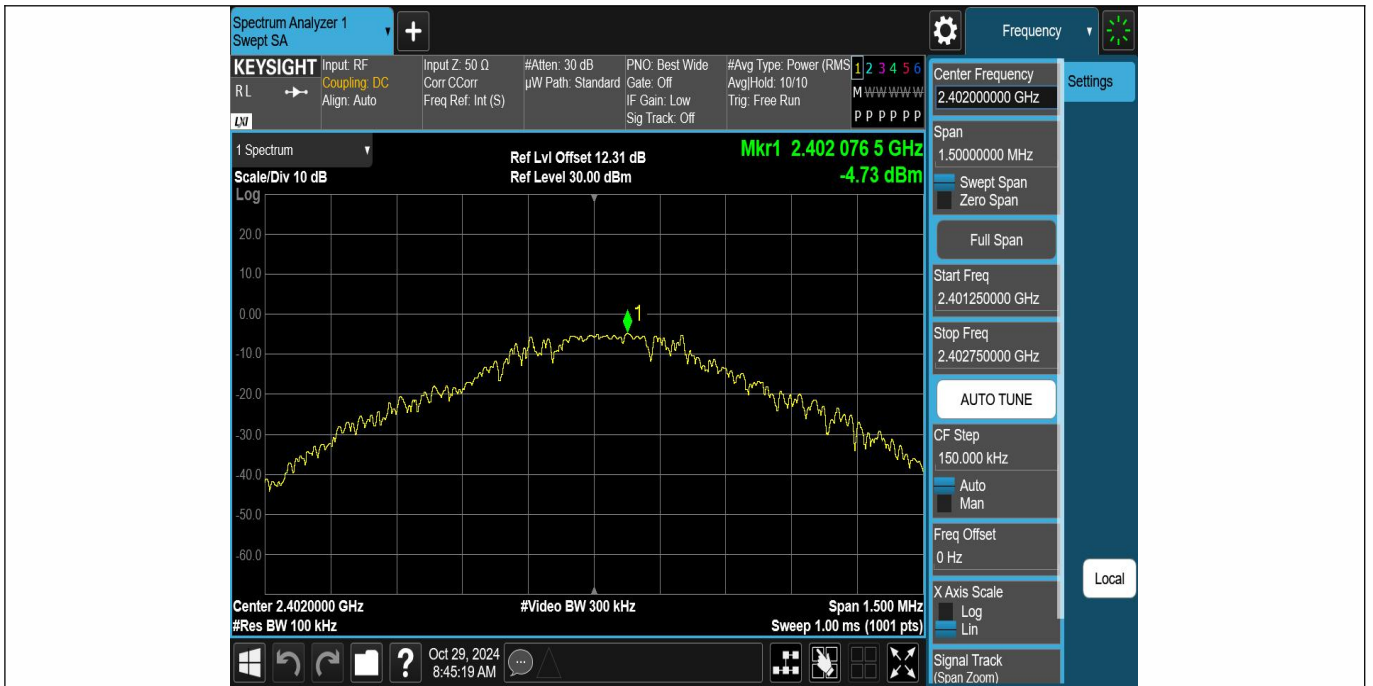 Spectrum Analyzer 1
Swept SA
+
Frequency
KEYSIGHT
RL
LXI
Input: RF
Coupling: DC
Align: Auto
Input Z: 50 Ω
Corr CCorr
Freq Ref: Int (S)
#Atten: 30 dB
µW Path: Standard
PNO: Best Wide
Gate: Off
IF Gain: Low
Sig Track: Off
#Avg Type: Power (RMS
Avg|Hold: 10/10
Trig: Free Run
1 2 3 4 5 6
M W W W W W
P P P P P P
1 Spectrum
Scale/Div 10 dB
Ref Lvl Offset 12.31 dB
Ref Level 30.00 dBm
Mkr1 2.402 076 5 GHz
-4.73 dBm
Log
20.0
10.0
0.00
-10.0
-20.0
-30.0
-40.0
-50.0
-60.0
1
Center 2.4020000 GHz
#Res BW 100 kHz
#Video BW 300 kHz
Span 1.500 MHz
Sweep 1.00 ms (1001 pts)
Center Frequency
2.402000000 GHz
Settings
Span
1.50000000 MHz
Swept Span
Zero Span
Full Span
Start Freq
2.401250000 GHz
Stop Freq
2.402750000 GHz
AUTO TUNE
CF Step
150.000 kHz
Auto
Man
Freq Offset
0 Hz
X Axis Scale
Log
Lin
Local
Signal Track
(Span Zoom)
?
Oct 29, 2024
8:45:19 AM